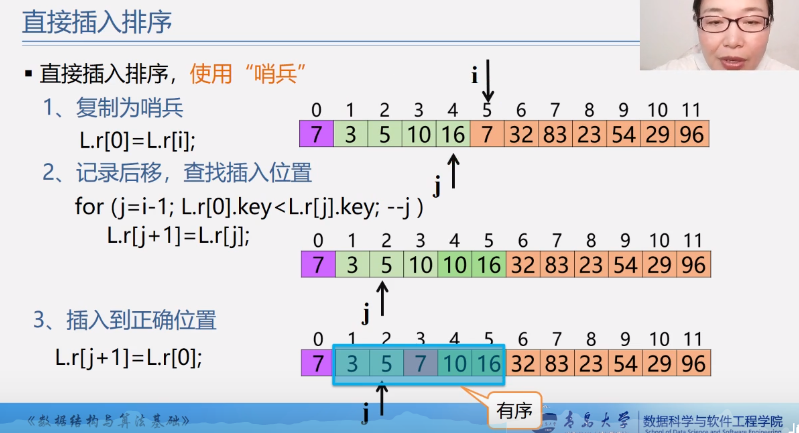 直接插入排序
▪ 直接插入排序，使用“哨兵”
1、复制为哨兵
L.r[0]=L.r[i];
i
0 1 2 3 4 5 6 7 8 9 10 11
7 3 5 10 16 7 32 83 23 54 29 96
j
2、记录后移，查找插入位置
for (j=i-1; L.r[0].key<L.r[j].key; --j )
L.r[j+1]=L.r[j];
0 1 2 3 4 5 6 7 8 9 10 11
7 3 5 10 10 16 32 83 23 54 29 96
j
3、插入到正确位置
L.r[j+1]=L.r[0];
0 1 2 3 4 5 6 7 8 9 10 11
7 3 5 7 10 16 32 83 23 54 29 96
j
有序
《数据结构与算法基础》
青岛大学 数据科学与软件工程学院
School of Data Science and Software Engineering